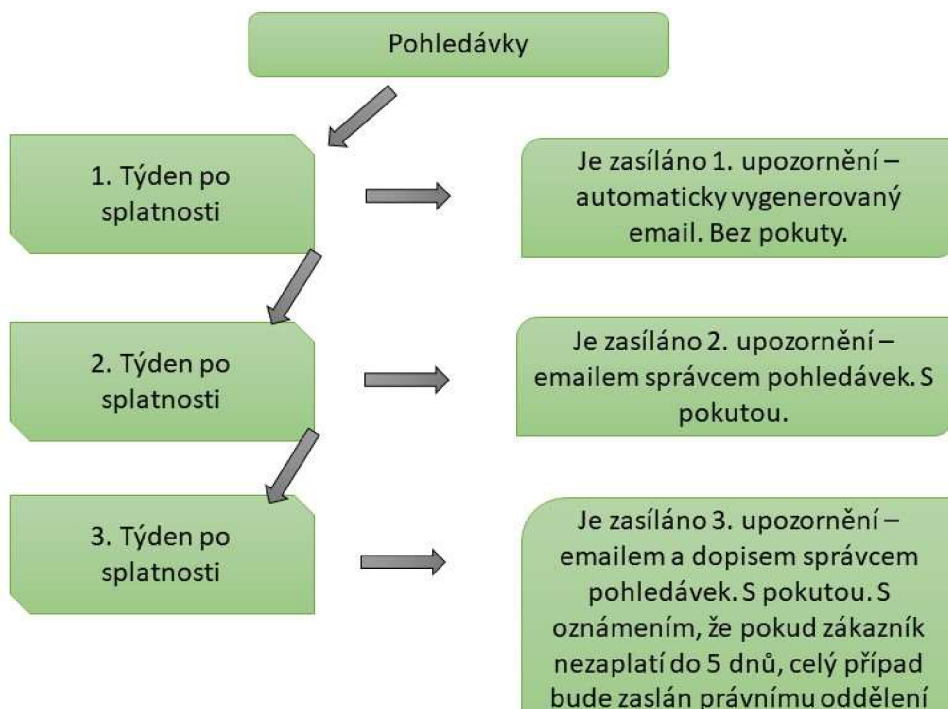 Pohledávky
1. Týden po
splatnosti
Je zasíláno 1. upozornění –
automaticky vygenerovaný
email. Bez pokuty.
2. Týden po
splatnosti
Je zasíláno 2. upozornění –
emailem správcem pohledávek. S
pokutou.
3. Týden po
splatnosti
Je zasíláno 3. upozornění –
emailem a dopisem správcem
pohledávek. S pokutou. S
oznámením, že pokud zákazník
nezaplatí do 5 dnů, celý případ
bude zaslán právnímu oddělení